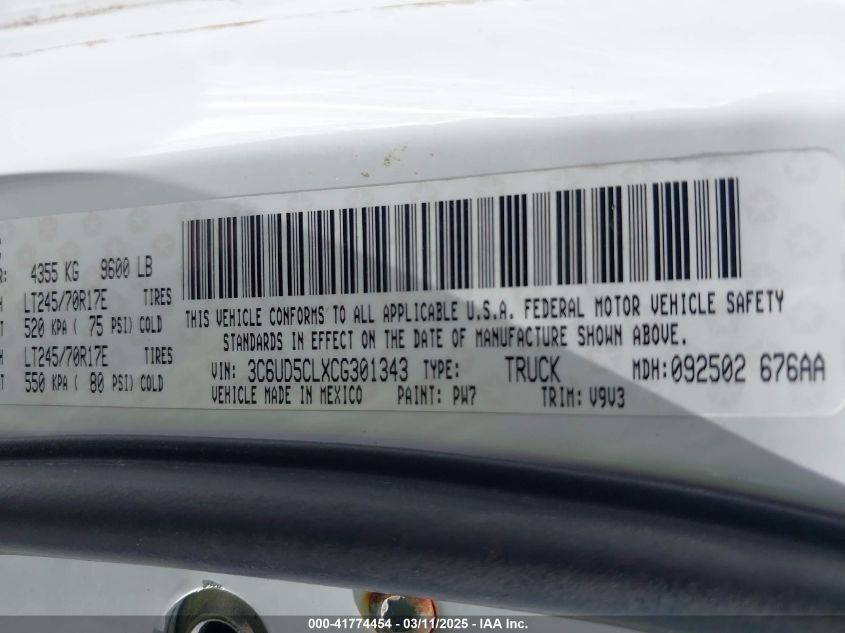 R: 4355 KG 9600 LB
LT245/70R17E TIRES
520 KPA ( 75 PSI) COLD
LT245/70R17E TIRES
550 KPA ( 80 PSI) COLD
THIS VEHICLE CONFORMS TO ALL APPLICABLE U.S.A. FEDERAL MOTOR VEHICLE SAFETY
STANDARDS IN EFFECT ON THE DATE OF MANUFACTURE SHOWN ABOVE.
VIN: 3C6UD5CLXCG301343 TYPE: TRUCK MDH: 092502 676AA
VEHICLE MADE IN MEXICO PAINT: PW7 TRIM: V9V3
000-41774454 - 03/11/2025 - IAA Inc.